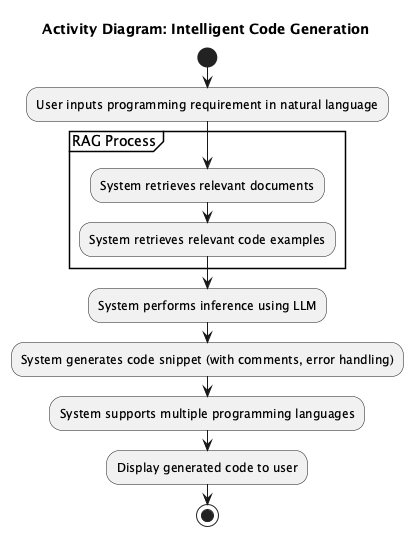 Activity Diagram: Intelligent Code Generation
User inputs programming requirement in natural language
RAG Process
System retrieves relevant documents
System retrieves relevant code examples
System performs inference using LLM
System generates code snippet (with comments, error handling)
System supports multiple programming languages
Display generated code to user